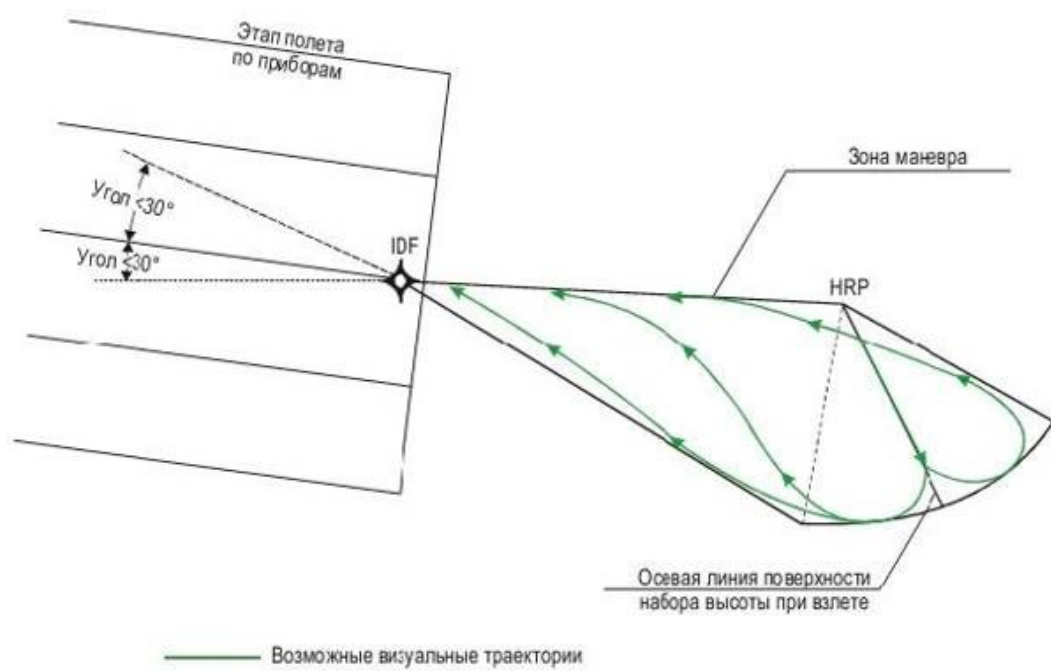 Этап полета
по приборам
Зона маневра
Угол <30°
IDF
Угол <30°
HRP
Осевая линия поверхности
набора высоты при взлете
Возможные визуальные траектории